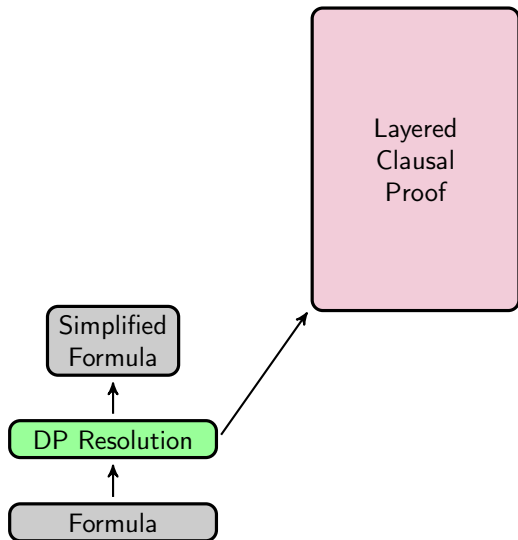 Layered
Clausal
Proof
Simplified
Formula
DP Resolution
Formula